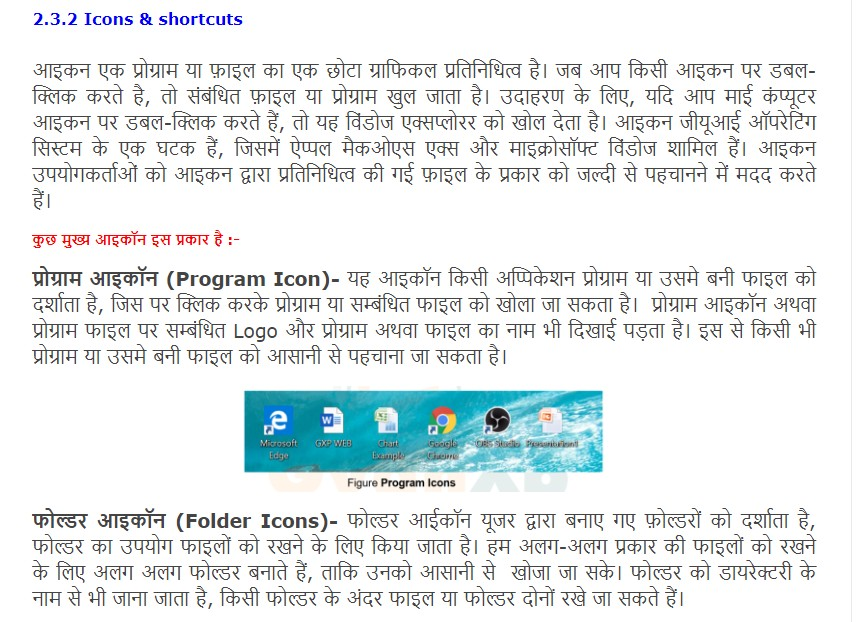 2.3.2 Icons & shortcuts
आइकन एक प्रोग्राम या फ़ाइल का एक छोटा ग्राफिकल प्रतिनिधित्व है। जब आप किसी आइकन पर डबल-
क्लिक करते है, तो संबंधित फ़ाइल या प्रोग्राम खुल जाता है। उदाहरण के लिए, यदि आप माई कंप्यूटर
आइकन पर डबल-क्लिक करते हैं, तो यह विंडोज एक्सप्लोरर को खोल देता है। आइकन जीयूआई ऑपरेटिंग
सिस्टम के एक घटक हैं, जिसमें ऐप्पल मैकओएस एक्स और माइक्रोसॉफ्ट विंडोज शामिल हैं। आइकन
उपयोगकर्ताओं को आइकन द्वारा प्रतिनिधित्व की गई फ़ाइल के प्रकार को जल्दी से पहचानने में मदद करते
हैं।
कुछ मुख्य आइकॉन इस प्रकार है :-
प्रोग्राम आइकॉन (Program Icon)- यह आइकॉन किसी अप्पिकेशन प्रोग्राम या उसमे बनी फाइल को
दर्शाता है, जिस पर क्लिक करके प्रोग्राम या सम्बंधित फाइल को खोला जा सकता है। प्रोग्राम आइकॉन अथवा
प्रोग्राम फाइल पर सम्बंधित Logo और प्रोग्राम अथवा फाइल का नाम भी दिखाई पड़ता है। इस से किसी भी
प्रोग्राम या उसमे बनी फाइल को आसानी से पहचाना जा सकता है।
Microsoft Edge
GXP WEB
Chart Example
Google Chrome
OBS Studio
Presentation1
Figure Program Icons
फोल्डर आइकॉन (Folder Icons)- फोल्डर आईकॉन यूजर द्वारा बनाए गए फ़ोल्डरों को दर्शाता है,
फोल्डर का उपयोग फाइलों को रखने के लिए किया जाता है। हम अलग-अलग प्रकार की फाइलों को रखने
के लिए अलग अलग फोल्डर बनाते हैं, ताकि उनको आसानी से खोजा जा सके। फोल्डर को डायरेक्टरी के
नाम से भी जाना जाता है, किसी फोल्डर के अंदर फाइल या फोल्डर दोनों रखे जा सकते हैं।